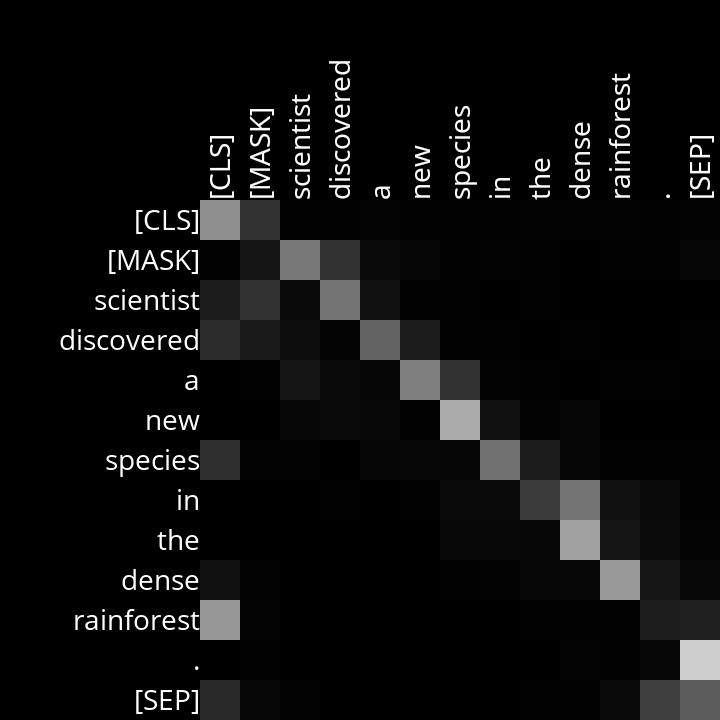 [CLS]
[MASK]
scientist
discovered
a
new
species
in
the
dense
rainforest
.
[SEP]
[CLS]
[MASK]
scientist
discovered
a
new
species
in
the
dense
rainforest
.
[SEP]